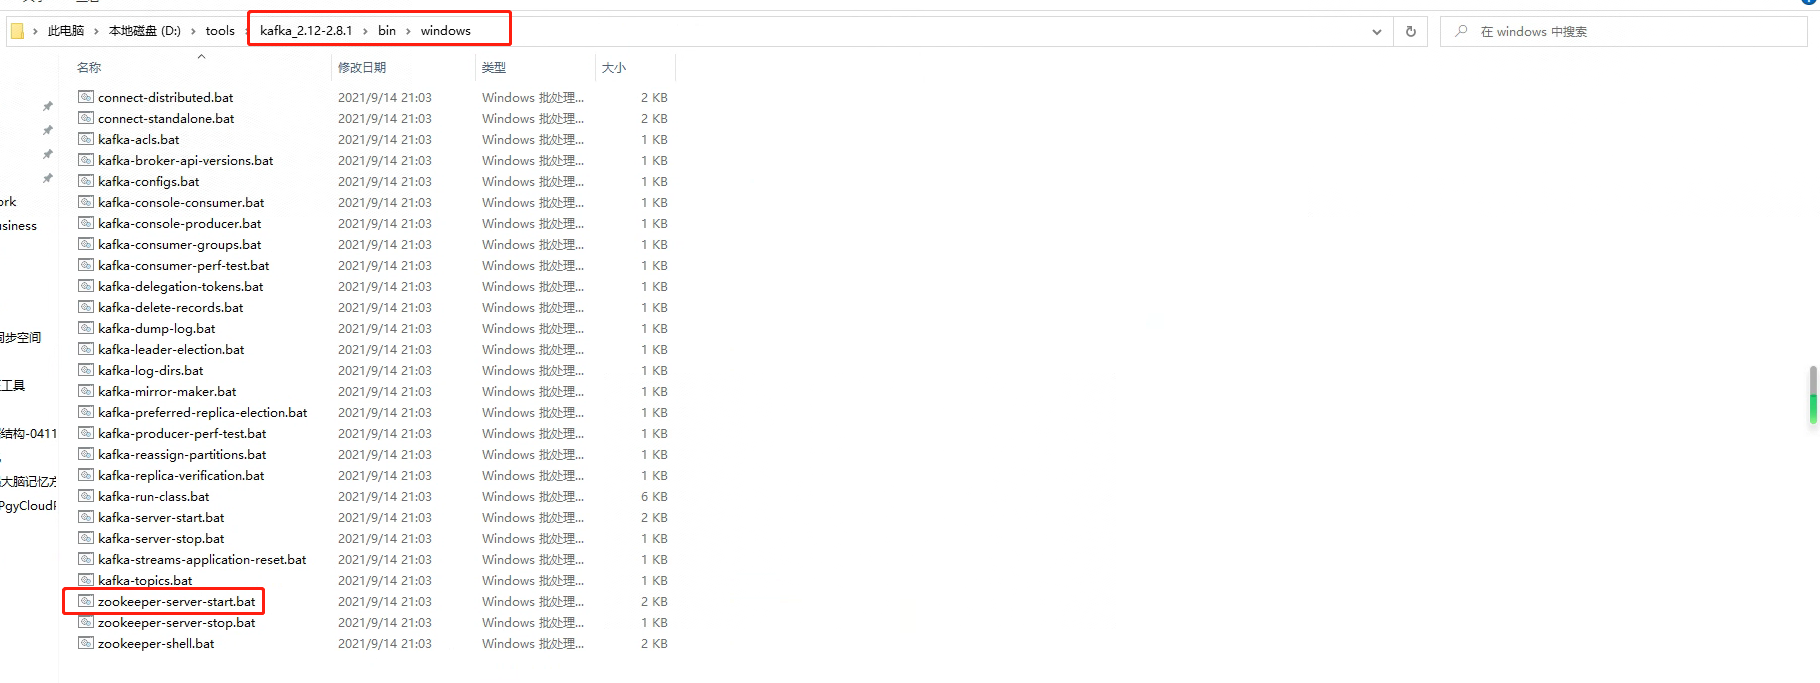 此电脑 › 本地磁盘 (D:) › tools › kafka_2.12-2.8.1 › bin › windows
在 windows 中搜索
名称 修改日期 类型 大小
connect-distributed.bat 2021/9/14 21:03 Windows 批处理... 2 KB
connect-standalone.bat 2021/9/14 21:03 Windows 批处理... 2 KB
kafka-acls.bat 2021/9/14 21:03 Windows 批处理... 1 KB
kafka-broker-api-versions.bat 2021/9/14 21:03 Windows 批处理... 1 KB
kafka-configs.bat 2021/9/14 21:03 Windows 批处理... 1 KB
kafka-console-consumer.bat 2021/9/14 21:03 Windows 批处理... 1 KB
kafka-console-producer.bat 2021/9/14 21:03 Windows 批处理... 1 KB
kafka-consumer-groups.bat 2021/9/14 21:03 Windows 批处理... 1 KB
kafka-consumer-perf-test.bat 2021/9/14 21:03 Windows 批处理... 1 KB
kafka-delegation-tokens.bat 2021/9/14 21:03 Windows 批处理... 1 KB
kafka-delete-records.bat 2021/9/14 21:03 Windows 批处理... 1 KB
kafka-dump-log.bat 2021/9/14 21:03 Windows 批处理... 1 KB
kafka-leader-election.bat 2021/9/14 21:03 Windows 批处理... 1 KB
kafka-log-dirs.bat 2021/9/14 21:03 Windows 批处理... 1 KB
kafka-mirror-maker.bat 2021/9/14 21:03 Windows 批处理... 1 KB
kafka-preferred-replica-election.bat 2021/9/14 21:03 Windows 批处理... 1 KB
kafka-producer-perf-test.bat 2021/9/14 21:03 Windows 批处理... 1 KB
kafka-reassign-partitions.bat 2021/9/14 21:03 Windows 批处理... 1 KB
kafka-replica-verification.bat 2021/9/14 21:03 Windows 批处理... 1 KB
kafka-run-class.bat 2021/9/14 21:03 Windows 批处理... 6 KB
kafka-server-start.bat 2021/9/14 21:03 Windows 批处理... 2 KB
kafka-server-stop.bat 2021/9/14 21:03 Windows 批处理... 1 KB
kafka-streams-application-reset.bat 2021/9/14 21:03 Windows 批处理... 1 KB
kafka-topics.bat 2021/9/14 21:03 Windows 批处理... 1 KB
zookeeper-server-start.bat 2021/9/14 21:03 Windows 批处理... 2 KB
zookeeper-server-stop.bat 2021/9/14 21:03 Windows 批处理... 1 KB
zookeeper-shell.bat 2021/9/14 21:03 Windows 批处理... 2 KB
ork
usiness
同步空间
工具
结构-0411
大脑记忆方
PgyCloud